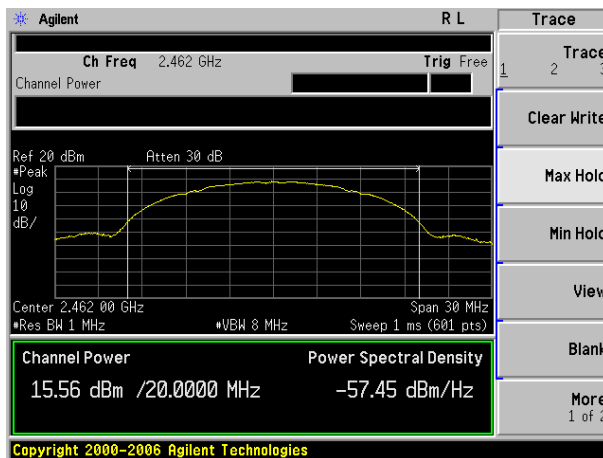 Agilent R L Trace
Ch Freq 2.462 GHz Trig Free
Channel Power
Trace
1 2 3
Clear Write
Max Hold
Min Hold
View
Blank
More
1 of 2
Ref 20 dBm Atten 30 dB
#Peak
Log
10
dB/
Center 2.462 00 GHz Span 30 MHz
#Res BW 1 MHz #VBW 8 MHz Sweep 1 ms (601 pts)
Channel Power Power Spectral Density
15.56 dBm /20.0000 MHz -57.45 dBm/Hz
Copyright 2000-2006 Agilent Technologies